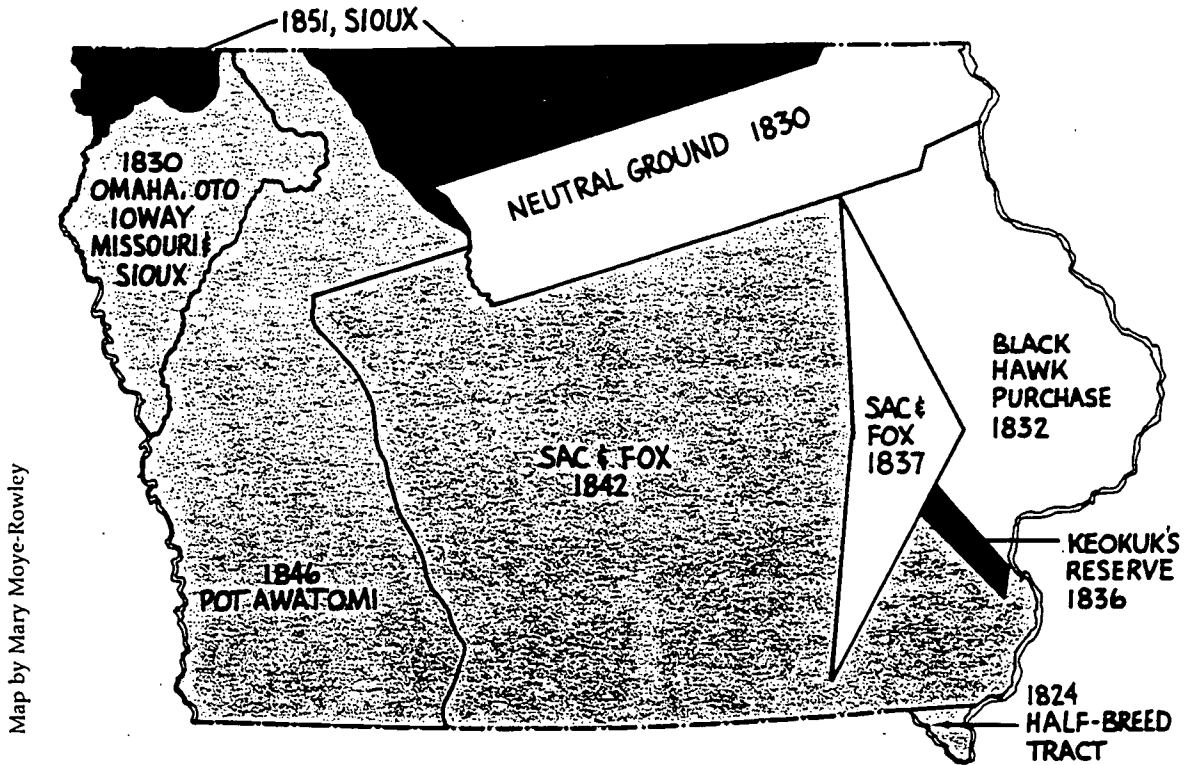 1851, SIOUX
1830
OMAHA, OTO
IOWAY
MISSOURI &
SIOUX
NEUTRAL GROUND 1830
BLACK
HAWK
PURCHASE
1832
SAC &
FOX
1837
SAC & FOX
1842
1846
POTAWATOMI
KEOKUK'S
RESERVE
1836
1824
HALF-BREED
TRACT
Map by Mary Moye-Rowley